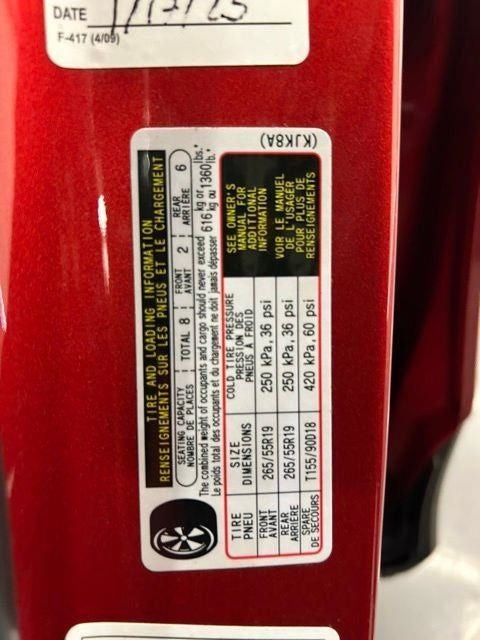 DATE 1/17/23
F-417 (4/09)
(KJK8A)
TIRE AND LOADING INFORMATION
RENSEIGNEMENTS SUR LES PNEUS ET LE CHARGEMENT
SEATING CAPACITY
NOMBRE DE PLACES
TOTAL 8
FRONT
AVANT
2
REAR
ARRIÈRE
6
The combined weight of occupants and cargo should never exceed
Le poids total des occupants et du chargement ne doit jamais dépasser
616 kg or 1360 lbs.
kg ou lb.
TIRE
PNEU
SIZE
DIMENSIONS
COLD TIRE PRESSURE
PRESSION DES
PNEUS A FROID
SEE OWNER'S
MANUAL FOR
ADDITIONAL
INFORMATION
VOIR LE MANUEL
DE L'USAGER
POUR PLUS DE
RENSEIGNEMENTS
FRONT
AVANT
265/55R19
250 kPa, 36 psi
REAR
ARRIÈRE
265/55R19
250 kPa, 36 psi
SPARE
DE SECOURS
T155/90D18
420 kPa, 60 psi